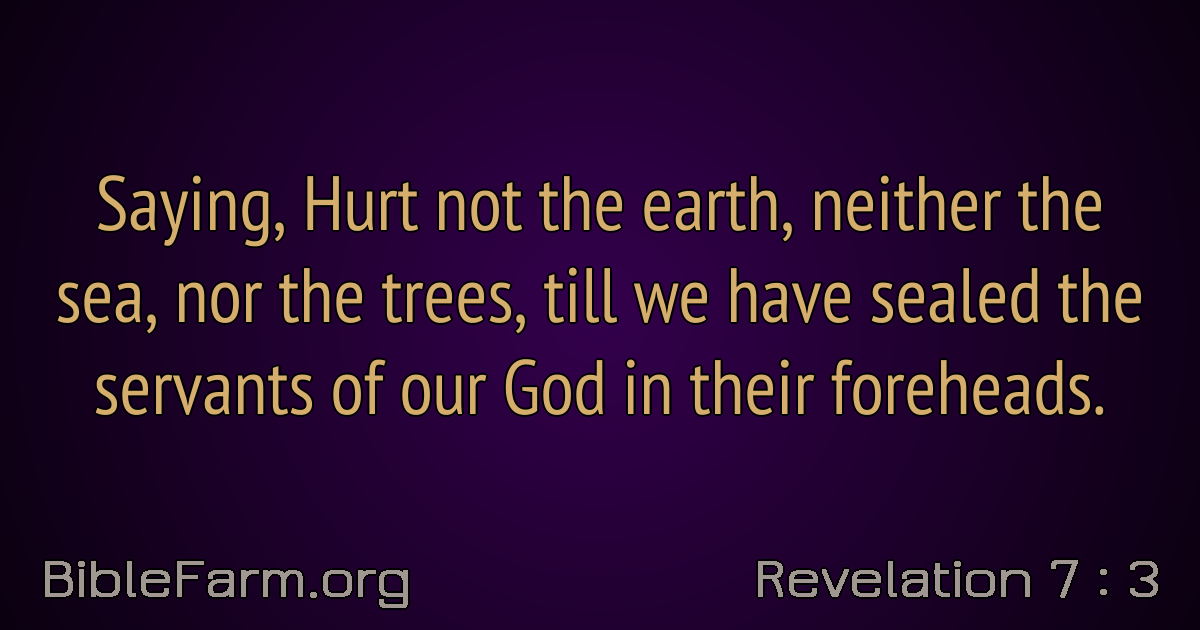 Saying, Hurt not the earth, neither the
sea, nor the trees, till we have sealed the
servants of our God in their foreheads.
BibleFarm.org
Revelation 7 : 3